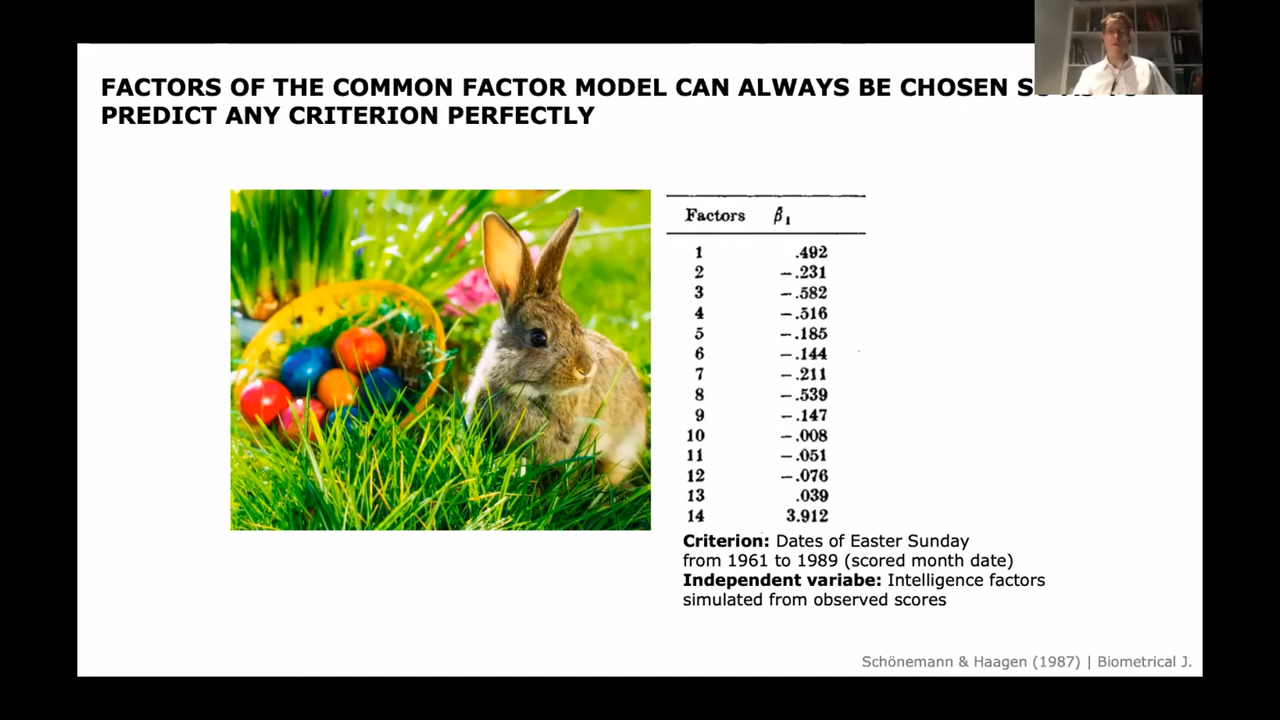 FACTORS OF THE COMMON FACTOR MODEL CAN ALWAYS BE CHOSEN
PREDICT ANY CRITERION PERFECTLY
Factors β̂₁
1 .492
2 −.231
3 −.582
4 −.516
5 −.185
6 −.144
7 −.211
8 −.539
9 −.147
10 −.008
11 −.051
12 −.076
13 .039
14 3.912
Criterion: Dates of Easter Sunday
from 1961 to 1989 (scored month date)
Independent variabe: Intelligence factors
simulated from observed scores
Schönemann & Haagen (1987) | Biometrical J.